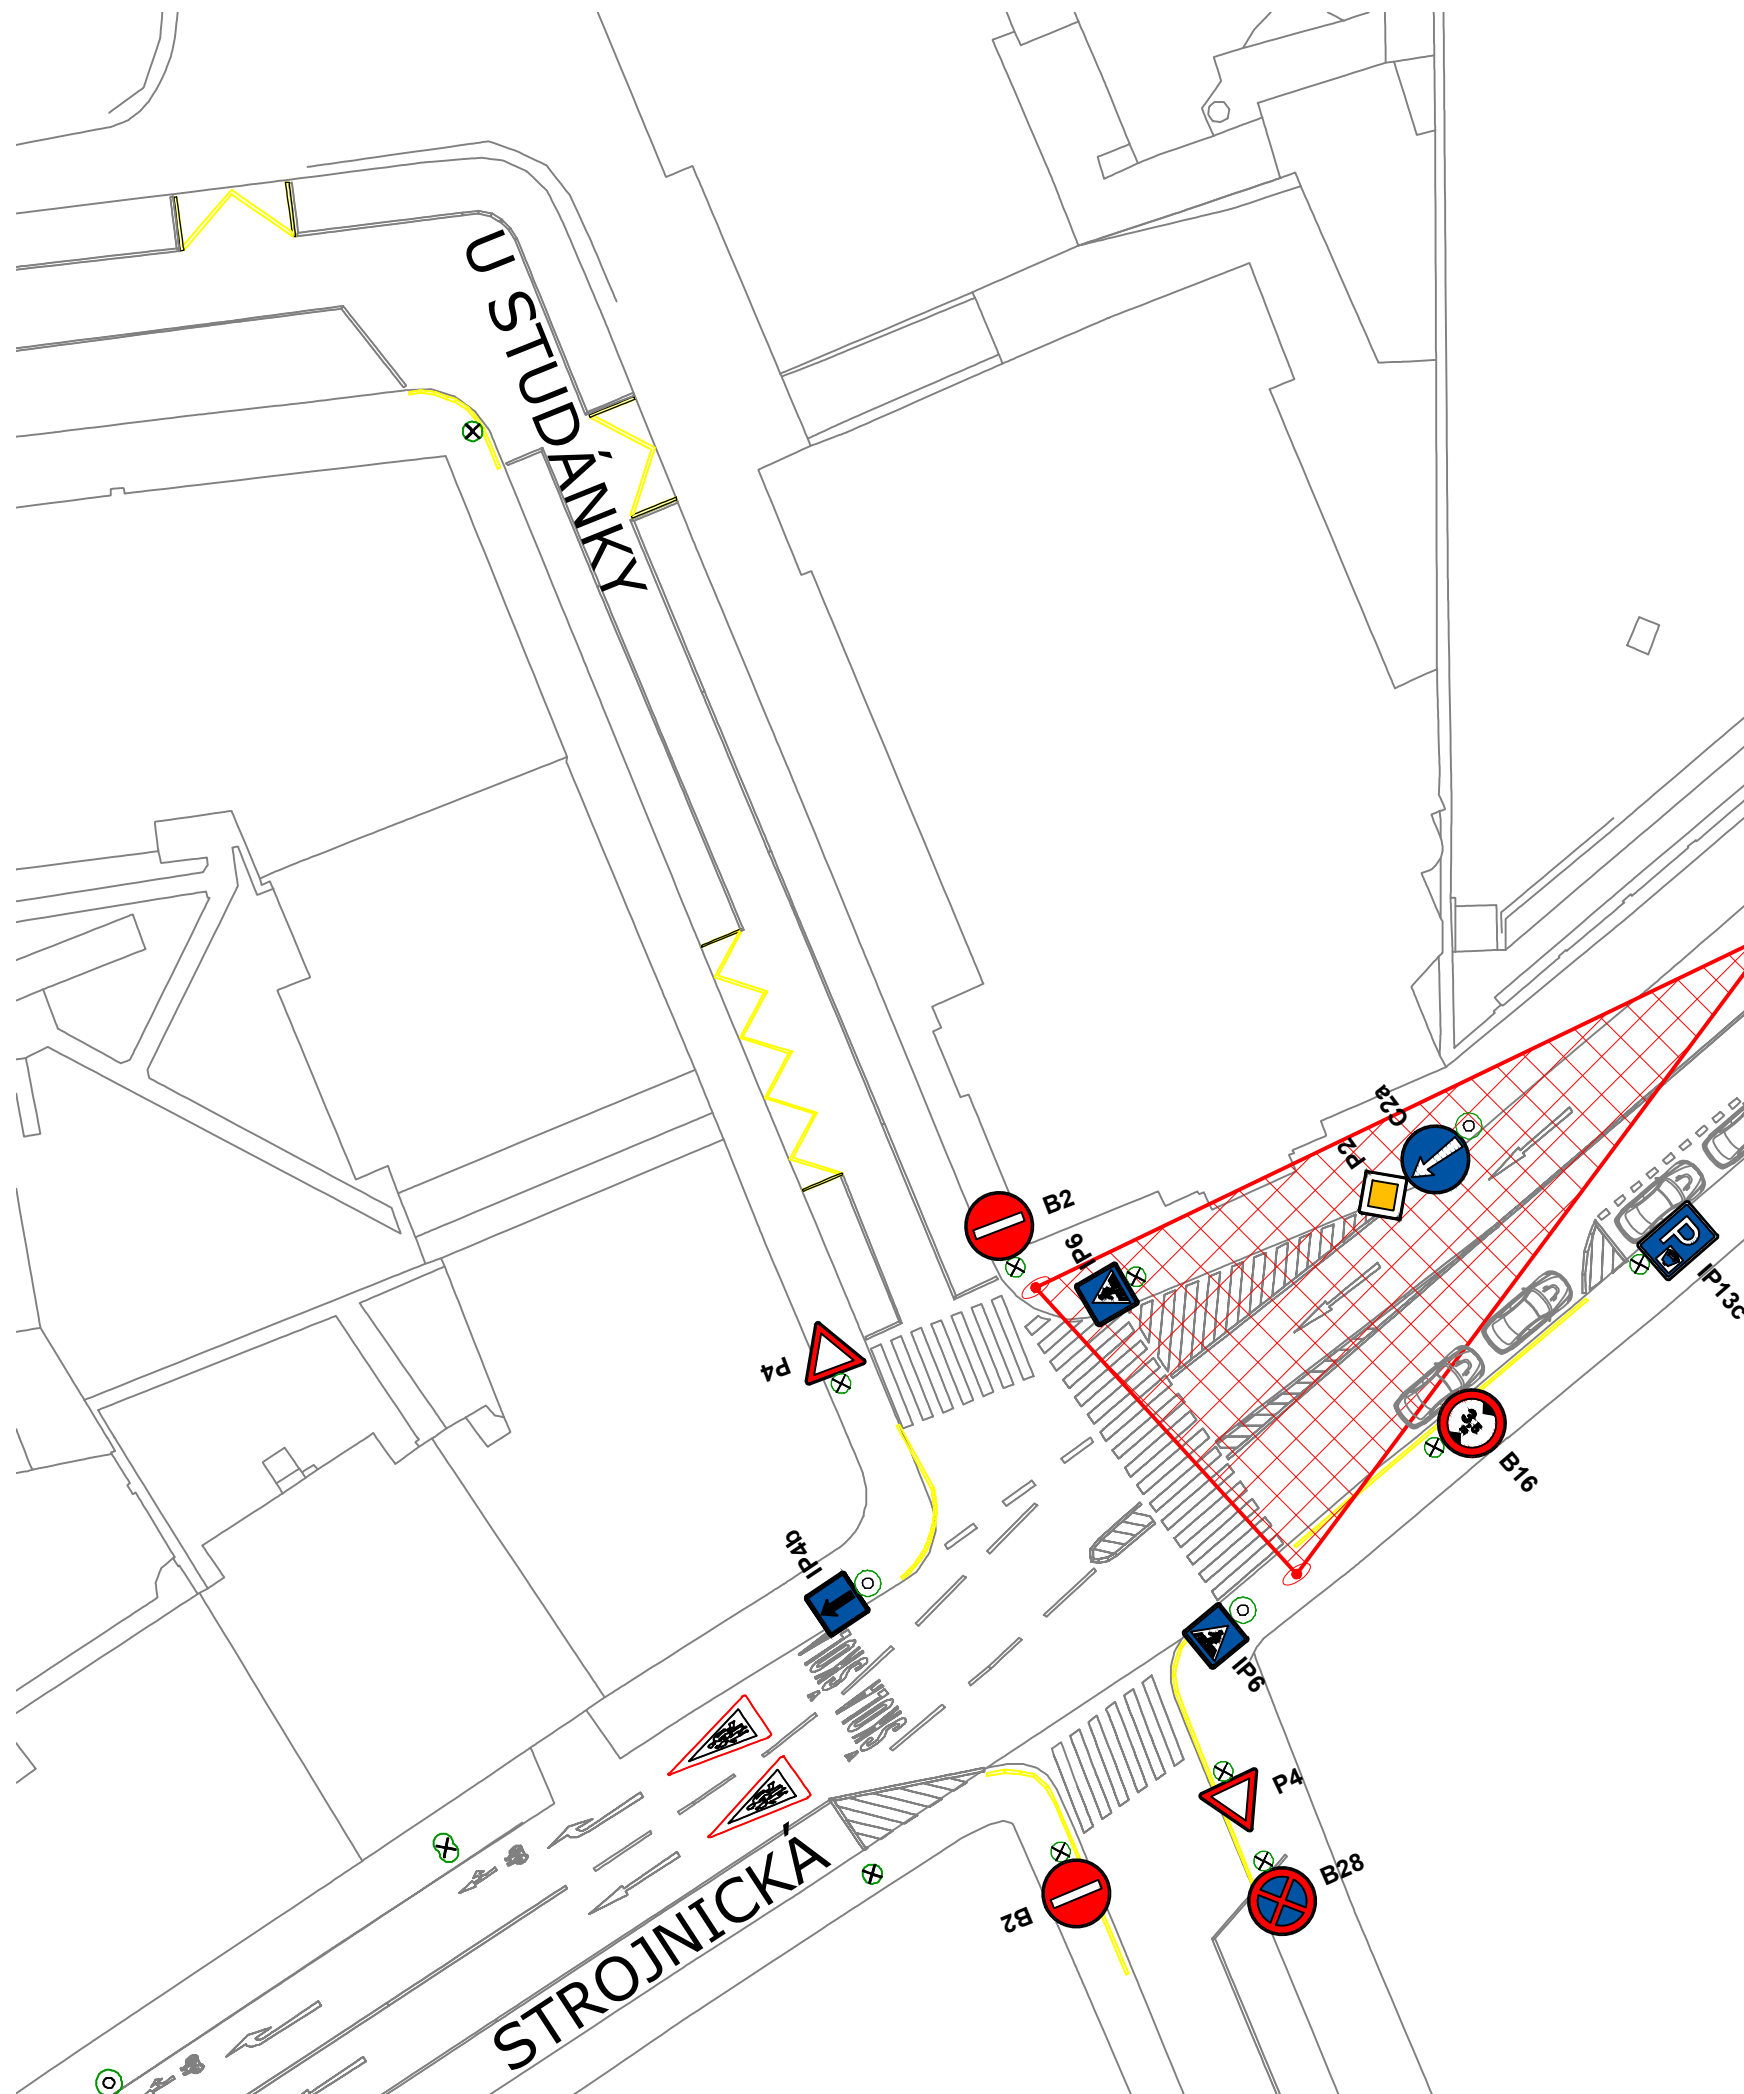 U STUDÁNKY
C2a
P2
B2
IP6
P
IP13c
P4
B16
IP4b
IP6
P4
B28
B2
STROJNICKÁ